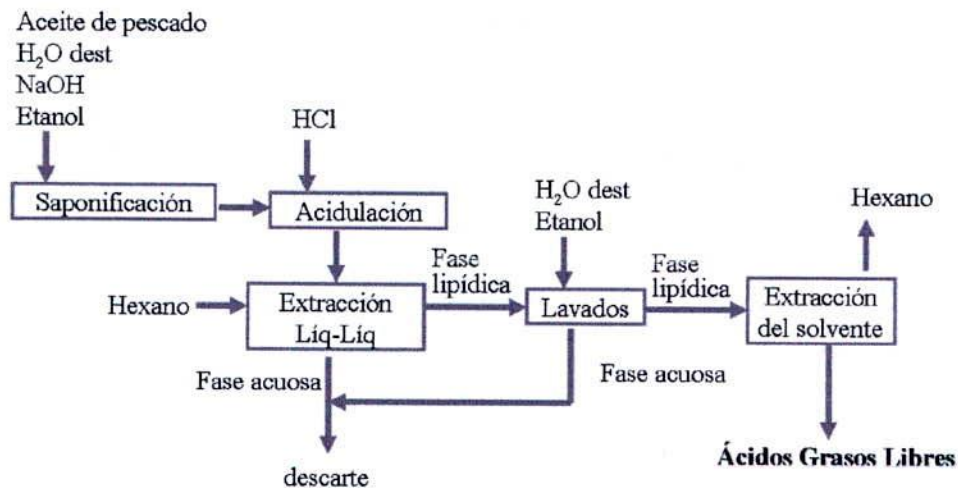 Aceite de pescado
H₂O dest
NaOH
Etanol
HCl
Saponificación
Acidulación
H₂O dest
Etanol
Hexano
Hexano
Extracción
Líq-Líq
Fase
lipídica
Lavados
Fase
lipídica
Extracción
del solvente
Fase acuosa
Fase acuosa
descarte
Ácidos Grasos Libres